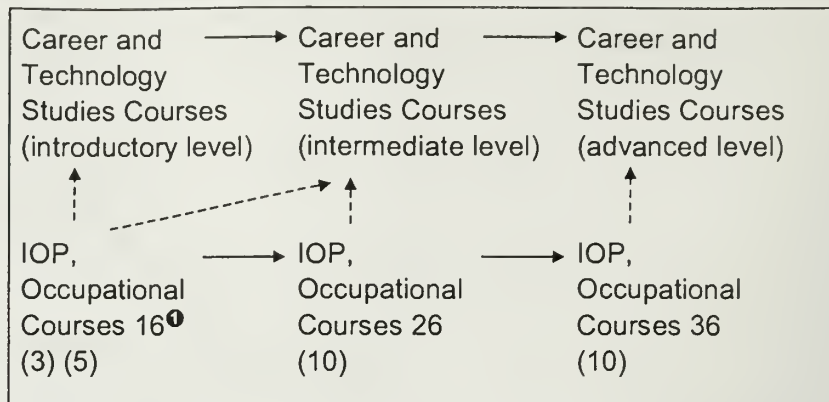 Career and
Technology
Studies Courses
(introductory level)
Career and
Technology
Studies Courses
(intermediate level)
Career and
Technology
Studies Courses
(advanced level)
IOP,
Occupational
Courses 16❶
(3) (5)
IOP,
Occupational
Courses 26
(10)
IOP,
Occupational
Courses 36
(10)